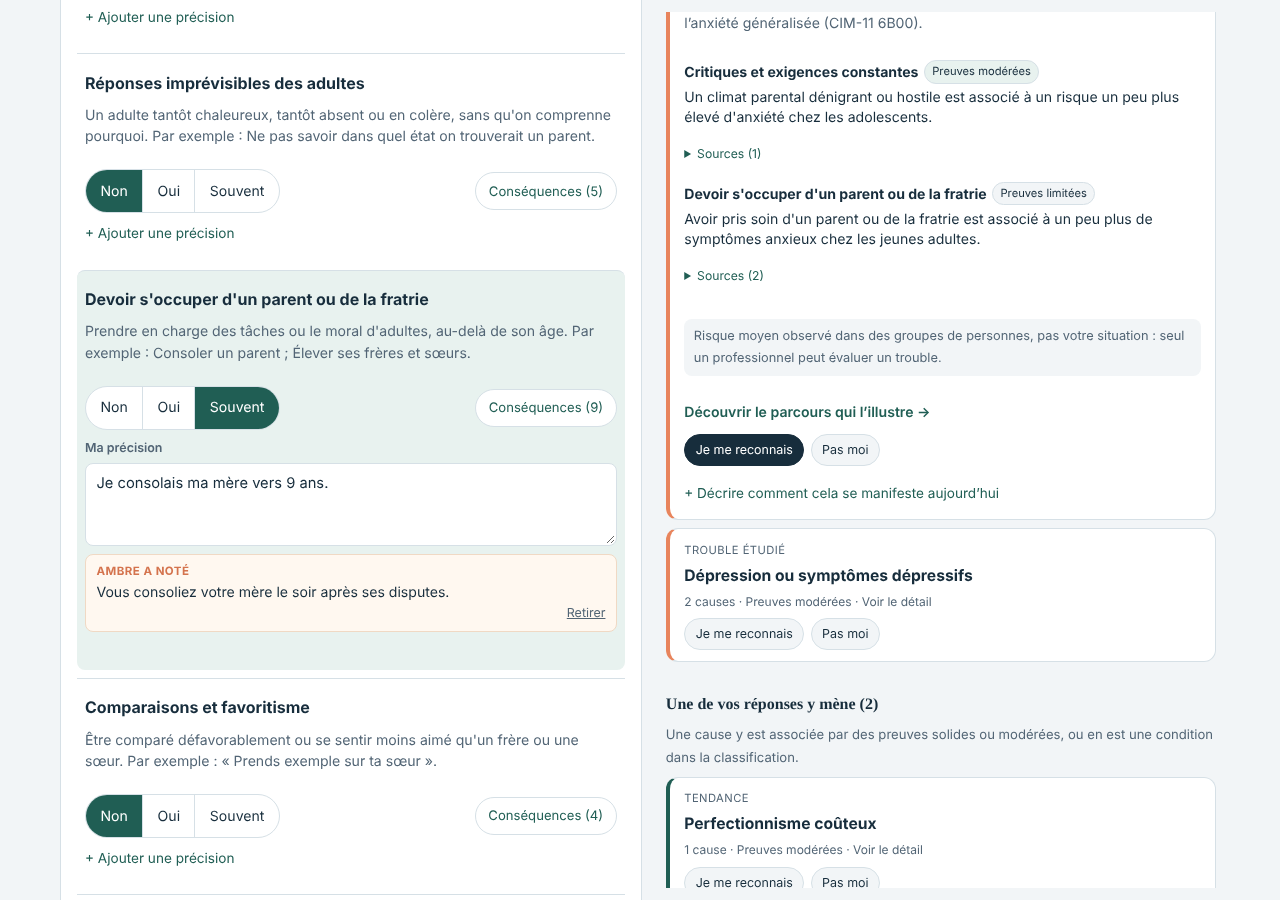 + Ajouter une précision
Réponses imprévisibles des adultes
Un adulte tantôt chaleureux, tantôt absent ou en colère, sans qu'on comprenne
pourquoi. Par exemple : Ne pas savoir dans quel état on trouverait un parent.
Non
Oui
Souvent
Conséquences (5)
+ Ajouter une précision
Devoir s'occuper d'un parent ou de la fratrie
Prendre en charge des tâches ou le moral d'adultes, au-delà de son âge. Par
exemple : Consoler un parent ; Élever ses frères et sœurs.
Non
Oui
Souvent
Conséquences (9)
Ma précision
Je consolais ma mère vers 9 ans.
AMBRE A NOTÉ
Vous consoliez votre mère le soir après ses disputes.
Retirer
Comparaisons et favoritisme
Être comparé défavorablement ou se sentir moins aimé qu'un frère ou une
sœur. Par exemple : « Prends exemple sur ta sœur ».
Non
Oui
Souvent
Conséquences (4)
+ Ajouter une précision
l’anxiété généralisée (CIM-11 6B00).
Critiques et exigences constantes
Preuves modérées
Un climat parental dénigrant ou hostile est associé à un risque un peu plus
élevé d'anxiété chez les adolescents.
▶ Sources (1)
Devoir s'occuper d'un parent ou de la fratrie
Preuves limitées
Avoir pris soin d'un parent ou de la fratrie est associé à un peu plus de
symptômes anxieux chez les jeunes adultes.
▶ Sources (2)
Risque moyen observé dans des groupes de personnes, pas votre situation : seul
un professionnel peut évaluer un trouble.
Découvrir le parcours qui l’illustre →
Je me reconnais
Pas moi
+ Décrire comment cela se manifeste aujourd’hui
TROUBLE ÉTUDIÉ
Dépression ou symptômes dépressifs
2 causes · Preuves modérées · Voir le détail
Je me reconnais
Pas moi
Une de vos réponses y mène (2)
Une cause y est associée par des preuves solides ou modérées, ou en est une condition
dans la classification.
TENDANCE
Perfectionnisme coûteux
1 cause · Preuves modérées · Voir le détail
Je me reconnais
Pas moi